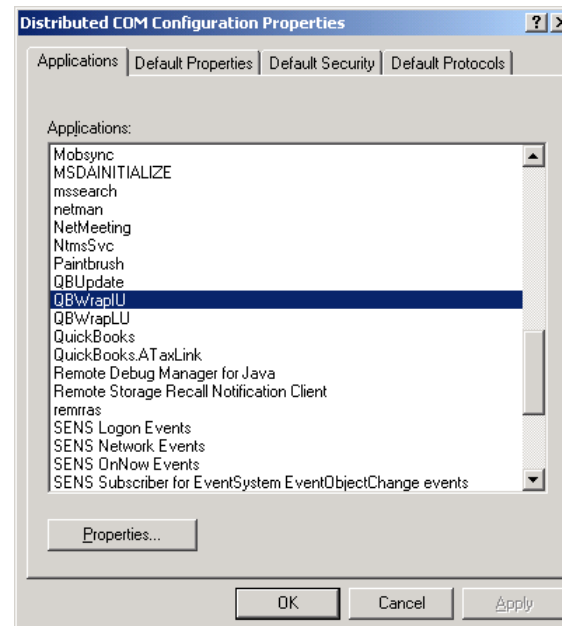 Distributed COM Configuration Properties ? X
Applications Default Properties Default Security Default Protocols
Applications:
Mobsync
MSDAINITIALIZE
mssearch
netman
NetMeeting
NtmsSvc
Paintbrush
QBUpdate
QBWrapIU
QBWrapLU
QuickBooks
QuickBooks.ATaxLink
Remote Debug Manager for Java
Remote Storage Recall Notification Client
remrras
SENS Logon Events
SENS Network Events
SENS OnNow Events
SENS Subscriber for EventSystem EventObjectChange events
Properties...
OK Cancel Apply